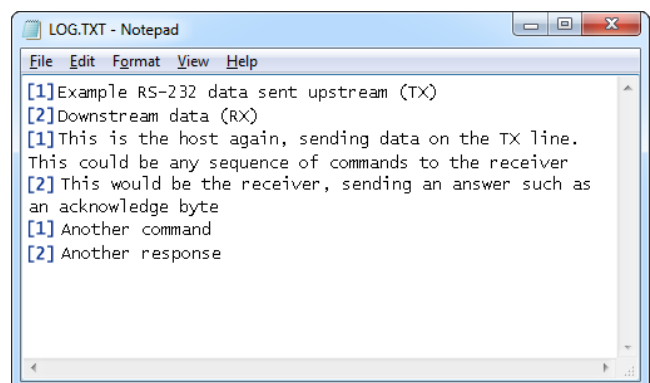 LOG.TXT - Notepad
File Edit Format View Help
[1]Example RS-232 data sent upstream (TX)
[2]Downstream data (RX)
[1]This is the host again, sending data on the TX line.
This could be any sequence of commands to the receiver
[2] This would be the receiver, sending an answer such as
an acknowledge byte
[1] Another command
[2] Another response